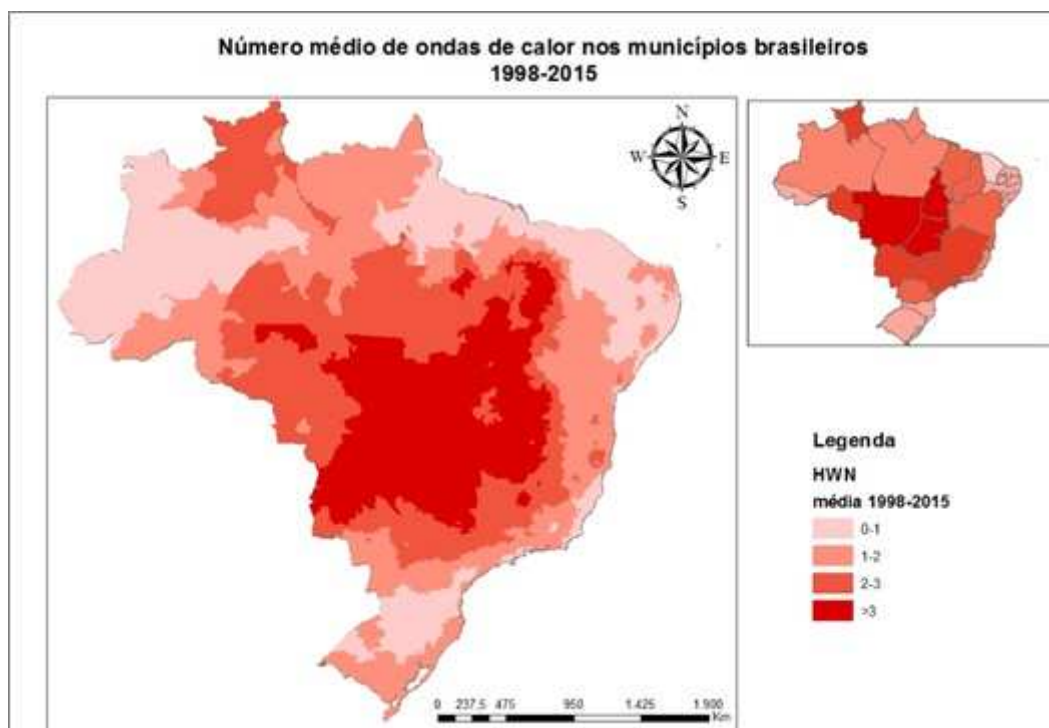 Número médio de ondas de calor nos municípios brasileiros
1998-2015
N
W E
S
Legenda
HWN
média 1998-2015
0-1
1-2
2-3
>3
0 237,5 475 950 1.425 1.900
Km